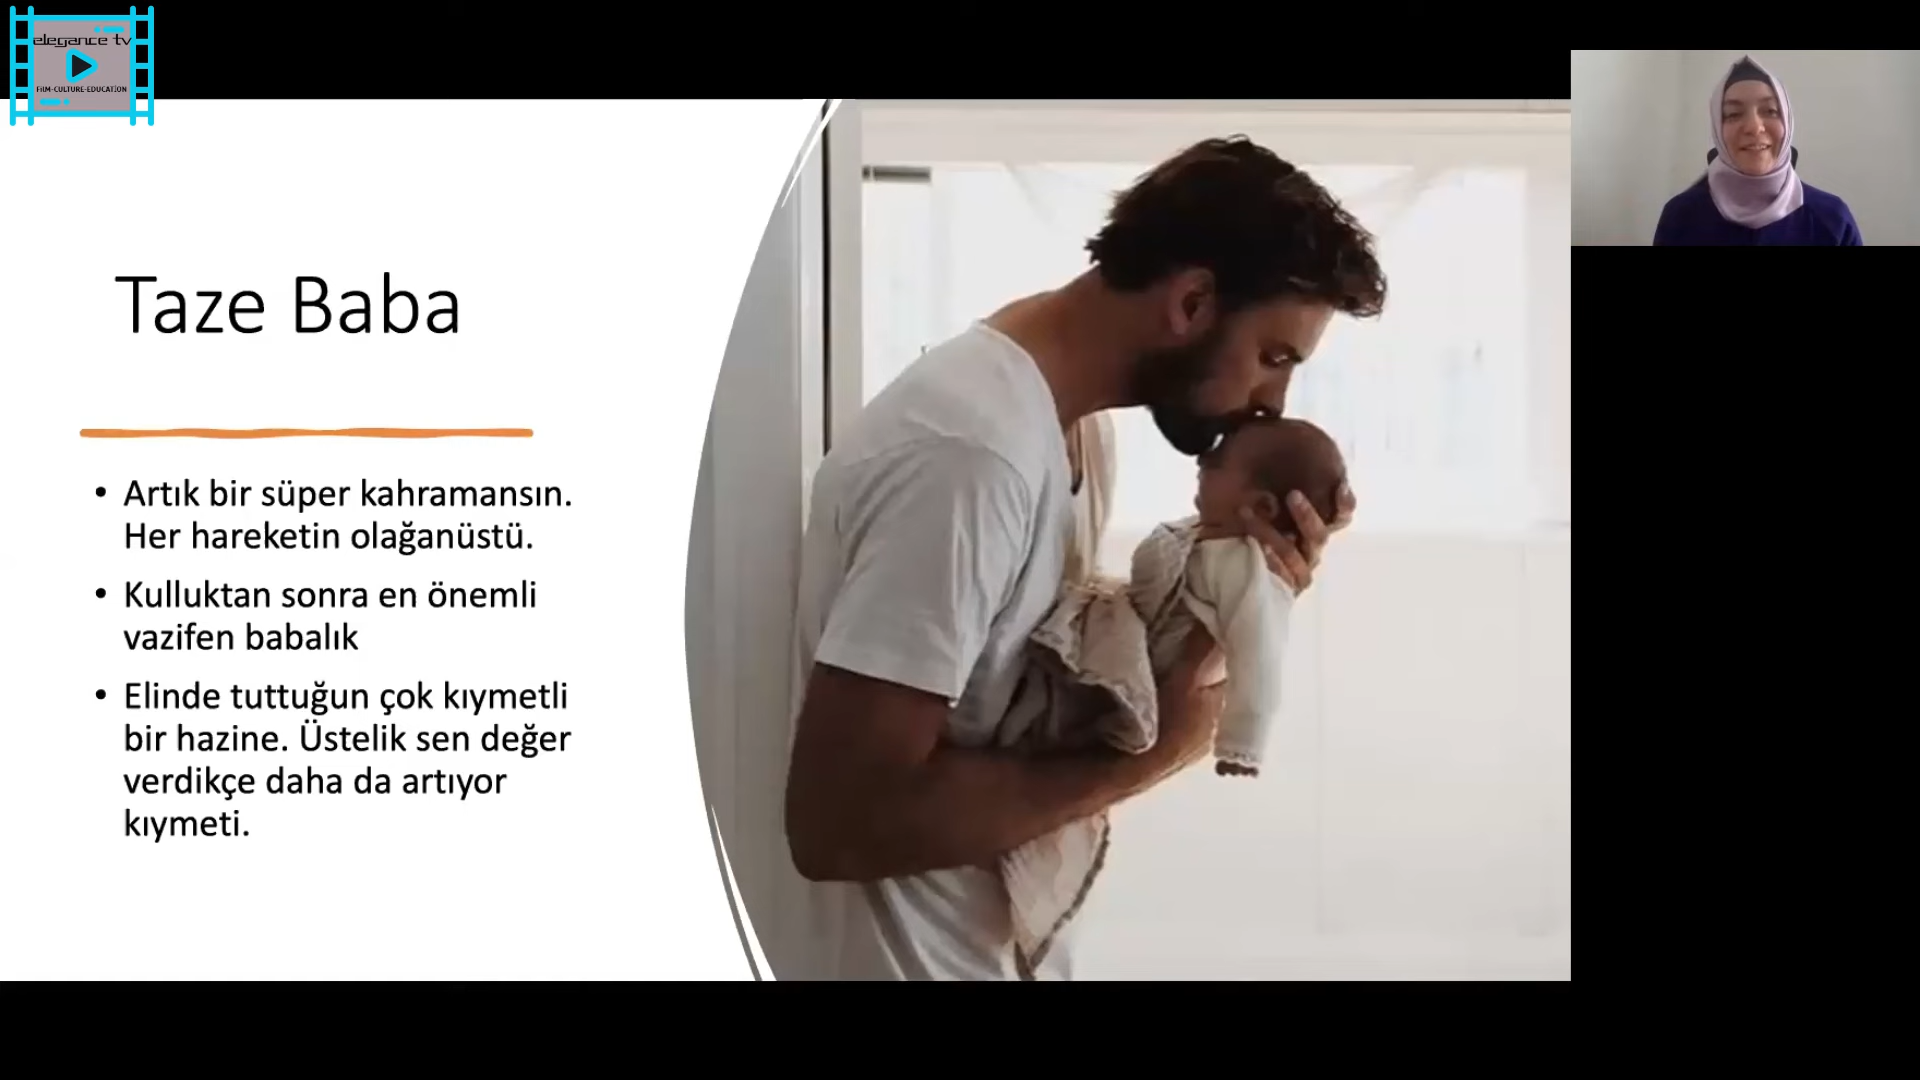 elegance tv
FILM-CULTURE-EDUCATION
Taze Baba
• Artık bir süper kahramansın.
Her hareketin olağanüstü.
• Kulluktan sonra en önemli
vazifen babalık
• Elinde tuttuğun çok kıymetli
bir hazine. Üstelik sen değer
verdikçe daha da artıyor
kıymeti.